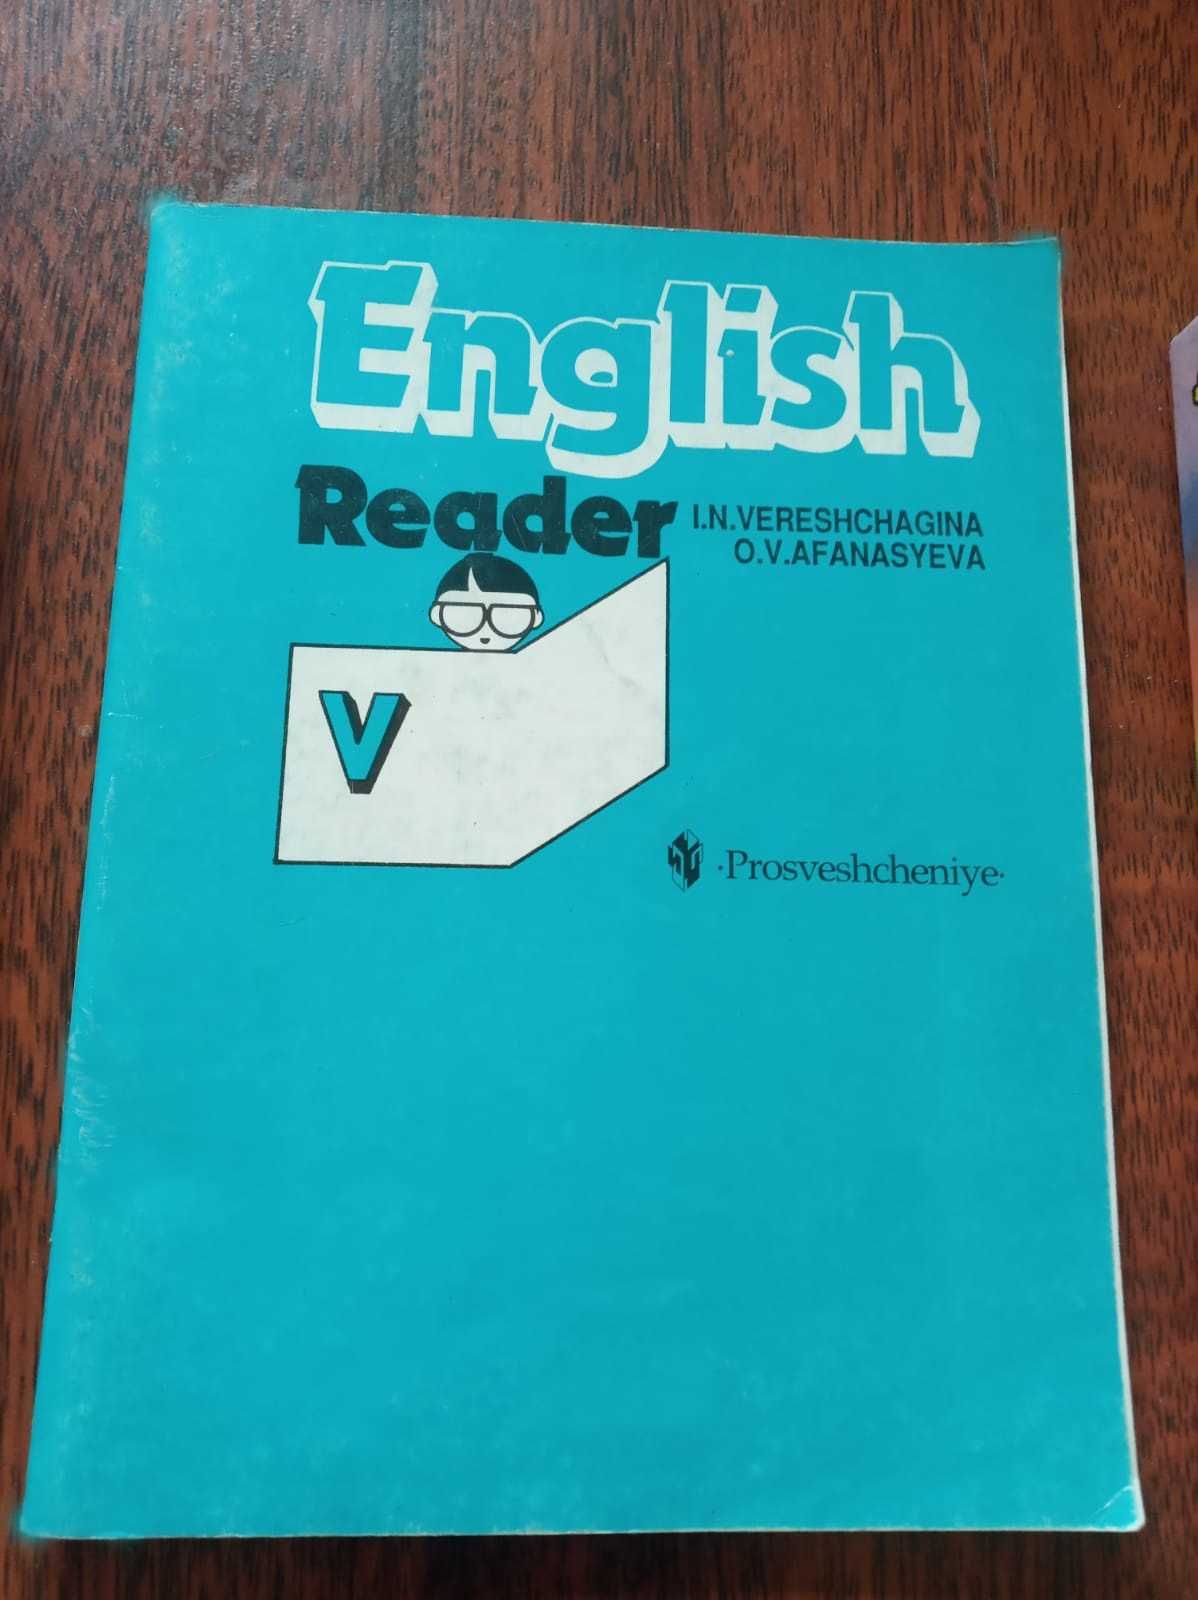 English
Reader
I.N.VERESHCHAGINA
O.V.AFANASYEVA
V
·Prosveshcheniye·